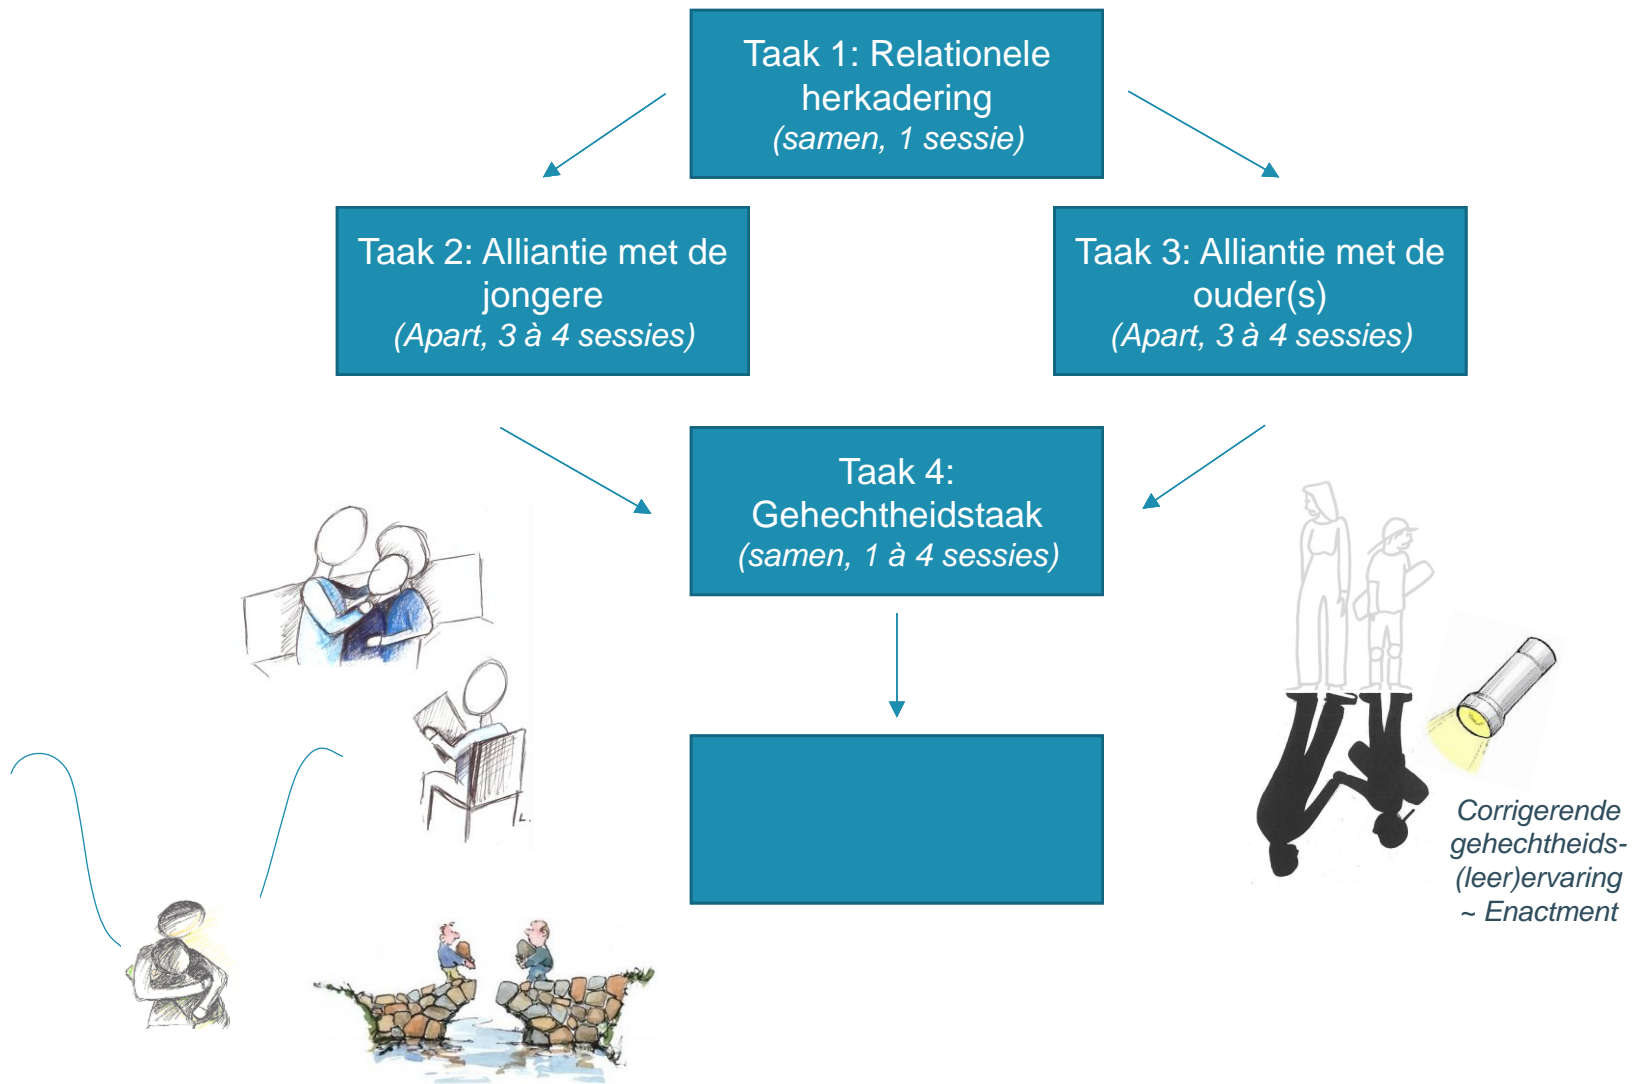 Taak 1: Relationele
herkadering
(samen, 1 sessie)
Taak 2: Alliantie met de
jongere
(Apart, 3 à 4 sessies)
Taak 3: Alliantie met de
ouder(s)
(Apart, 3 à 4 sessies)
Taak 4:
Gehechtheidstaak
(samen, 1 à 4 sessies)
L.
Corrigerende
gehechtheids-
(leer)ervaring
~ Enactment